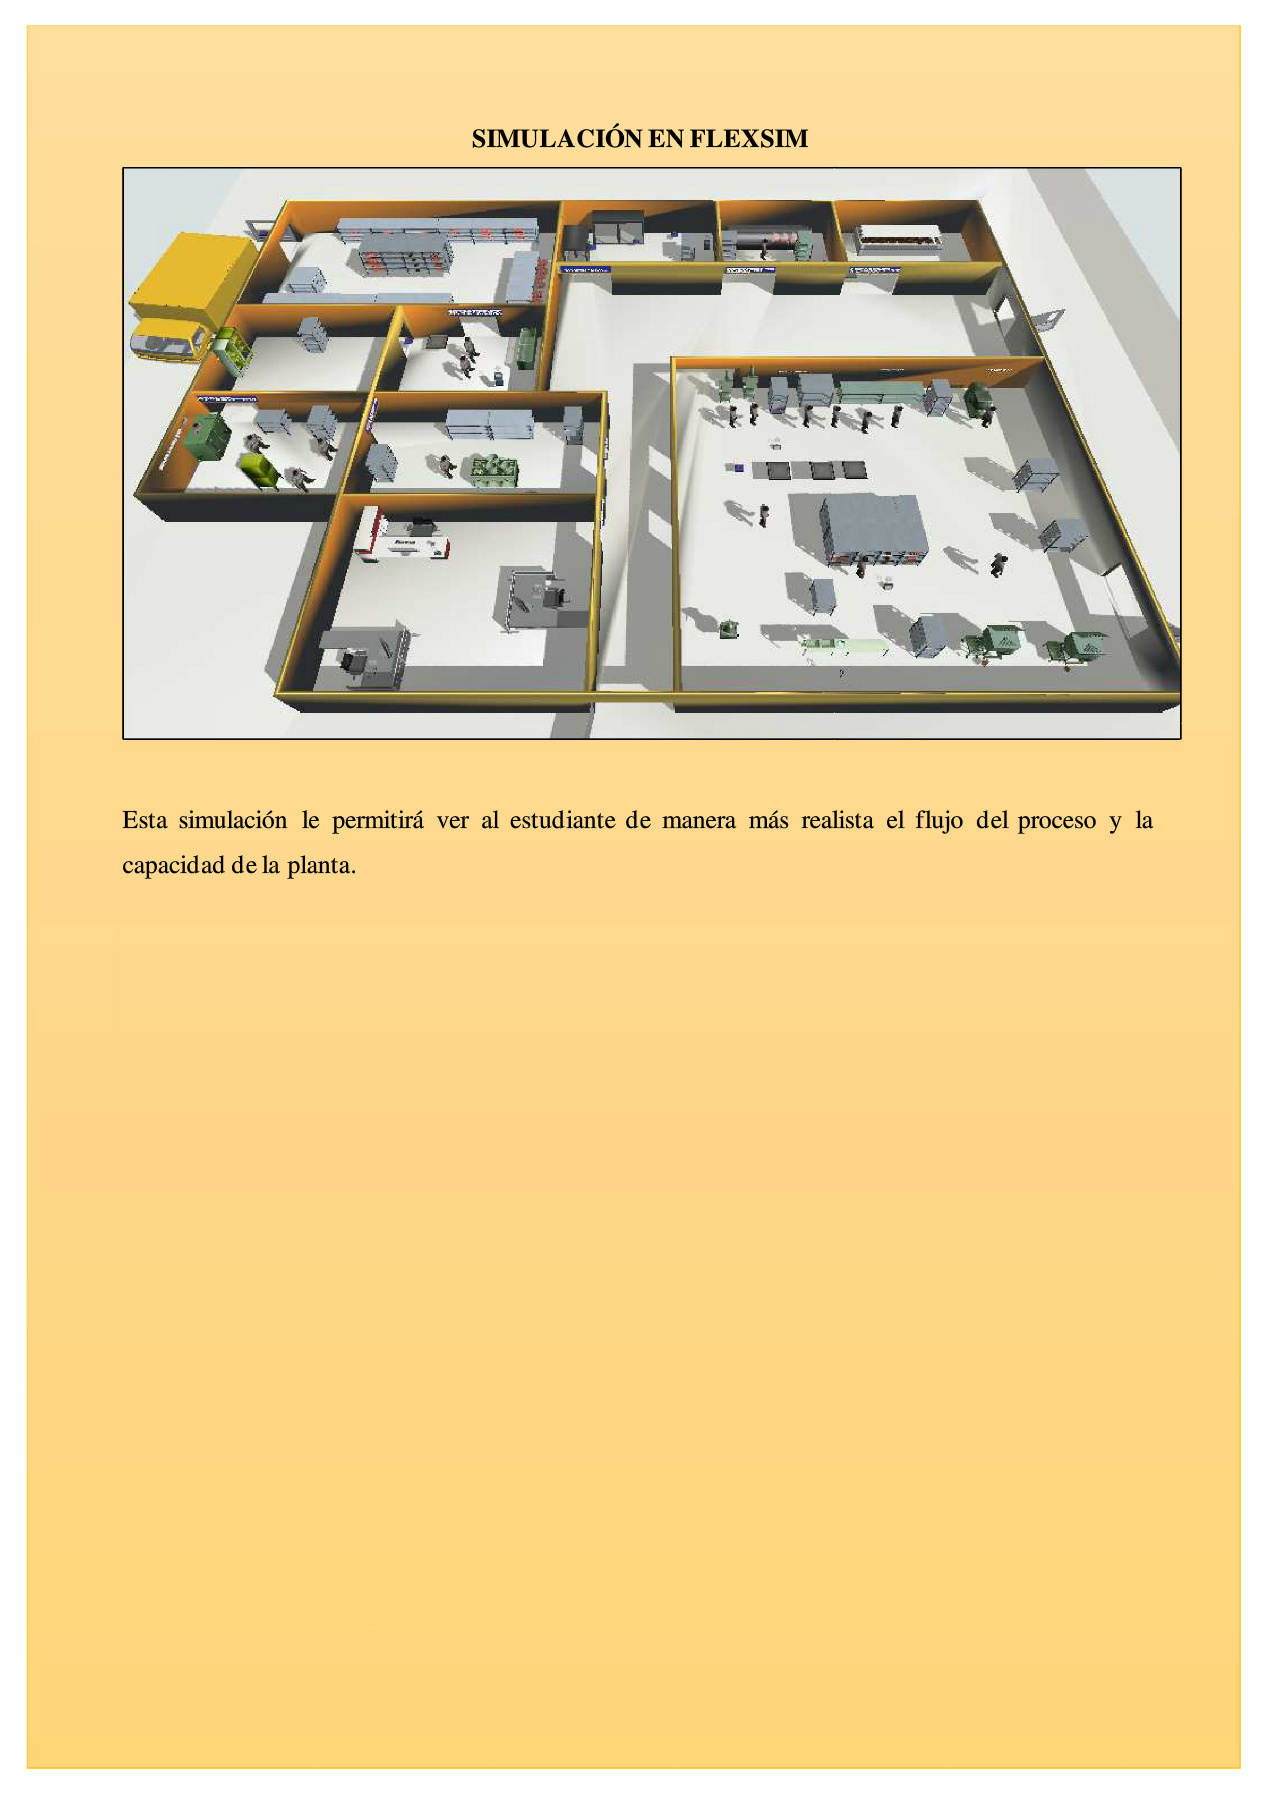 SIMULACIÓN EN FLEXSIM
Esta simulación le permitirá ver al estudiante de manera más realista el flujo del proceso y la
capacidad de la planta.